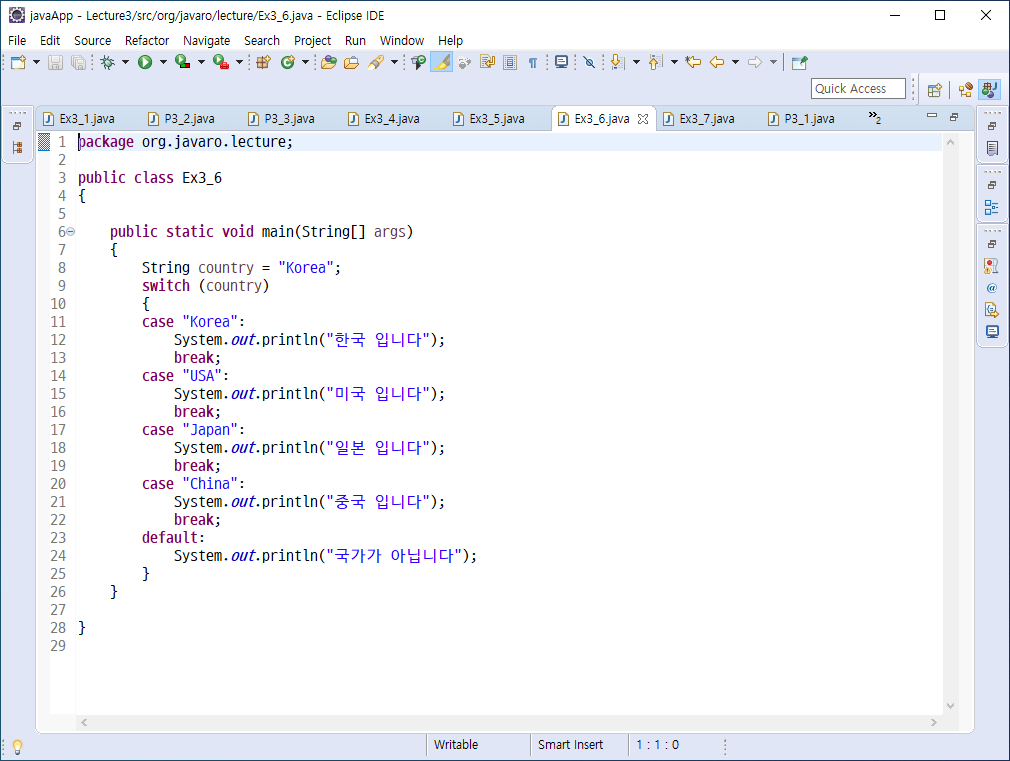 javaApp - Lecture3/src/org/javaro/lecture/Ex3_6.java - Eclipse IDE
File Edit Source Refactor Navigate Search Project Run Window Help
Quick Access
Ex3_1.java P3_2.java P3_3.java Ex3_4.java Ex3_5.java Ex3_6.java Ex3_7.java P3_1.java »2
1 package org.javaro.lecture;
2
3 public class Ex3_6
4 {
5
6 public static void main(String[] args)
7 {
8 String country = "Korea";
9 switch (country)
10 {
11 case "Korea":
12 System.out.println("한국 입니다");
13 break;
14 case "USA":
15 System.out.println("미국 입니다");
16 break;
17 case "Japan":
18 System.out.println("일본 입니다");
19 break;
20 case "China":
21 System.out.println("중국 입니다");
22 break;
23 default:
24 System.out.println("국가가 아닙니다");
25 }
26 }
27
28 }
29
Writable Smart Insert 1 : 1 : 0